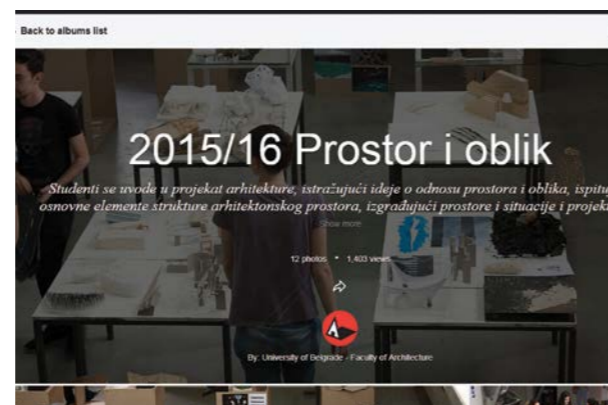 Back to albums list
2015/16 Prostor i oblik
Studenti se uvode u projekat arhitekture, istražujući ideje o odnosu prostora i oblika, ispitu
osnovne elemente strukture arhitektonskog prostora, izgrađujući prostore i situacije i projekt
Show more
12 photos • 1,403 views
By: University of Belgrade - Faculty of Architecture